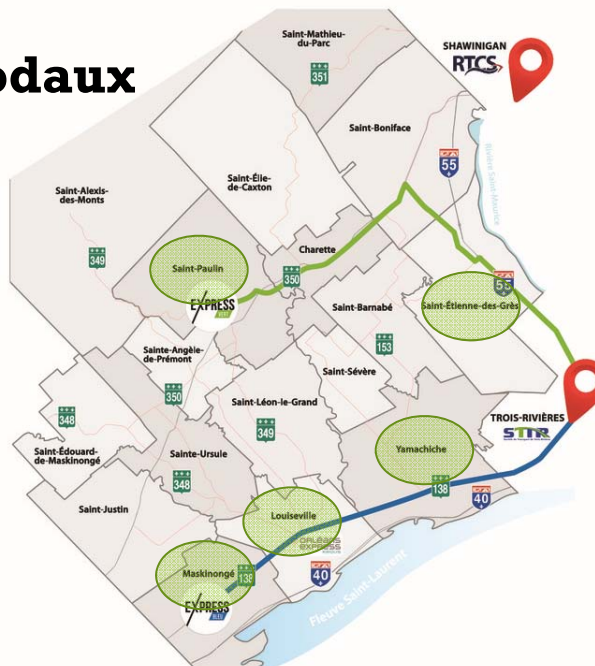 odaux
Saint-Mathieu-
du-Parc
351
SHAWINIGAN
RTCS
Saint-Boniface
55
Rivière Saint-Maurice
Saint-Élie-
de-Caxton
Saint-Alexis-
des-Monts
349
Charette
Saint-Paulin
350
EXPRESS
55
Saint-Étienne-des-Grès
Saint-Barnabé
153
Sainte-Angèle-
de-Prémont
350
Saint-Sévère
Saint-Léon-le-Grand
349
348
TROIS-RIVIÈRES
STTR
Saint-Édouard-
de-Maskinongé
Sainte-Ursule
348
Yamachiche
138
40
Saint-Justin
Louiseville
ORLÉANS
EXPRESS
Maskinongé
138
40
EXPRESS
BLEU
Fleuve Saint-Laurent